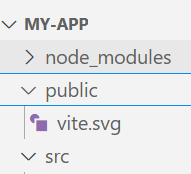 MY-APP
node_modules
public
vite.svg
src